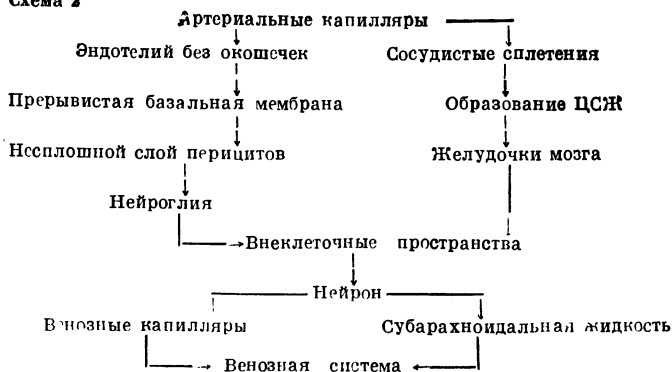 Схема 2
Артериальные капилляры
Эндотелий без окошечек Сосудистые сплетения
Прерывистая базальная мембрана Образование ЦСЖ
Несплошной слой перицитов Желудочки мозга
Нейроглия
Внеклеточные пространства
Нейрон
Венозные капилляры Субарахноидальная жидкость
Венозная система